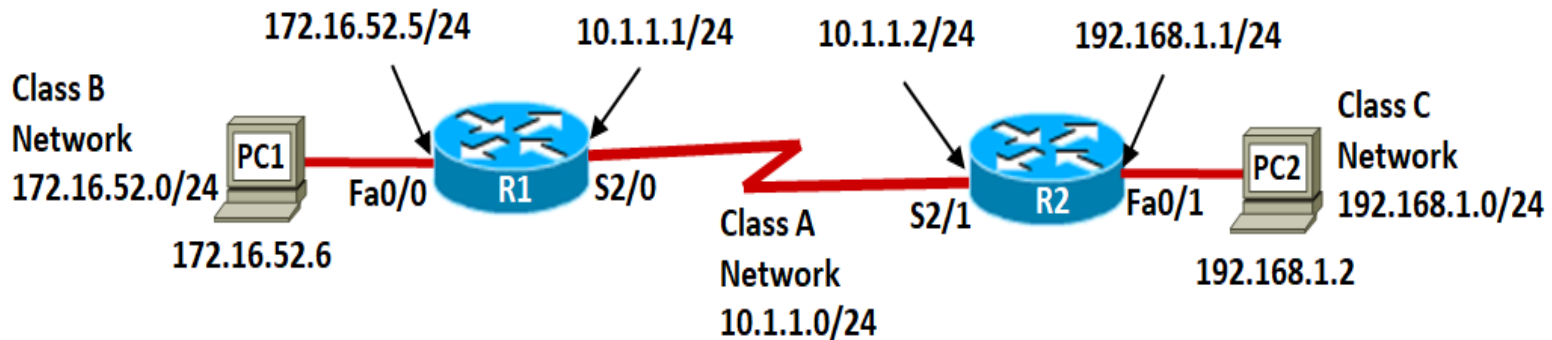 172.16.52.5/24
10.1.1.1/24
10.1.1.2/24
192.168.1.1/24
Class B
Network
172.16.52.0/24
PC1
172.16.52.6
Fa0/0
R1
S2/0
Class A
Network
10.1.1.0/24
S2/1
R2
Fa0/1
PC2
192.168.1.2
Class C
Network
192.168.1.0/24